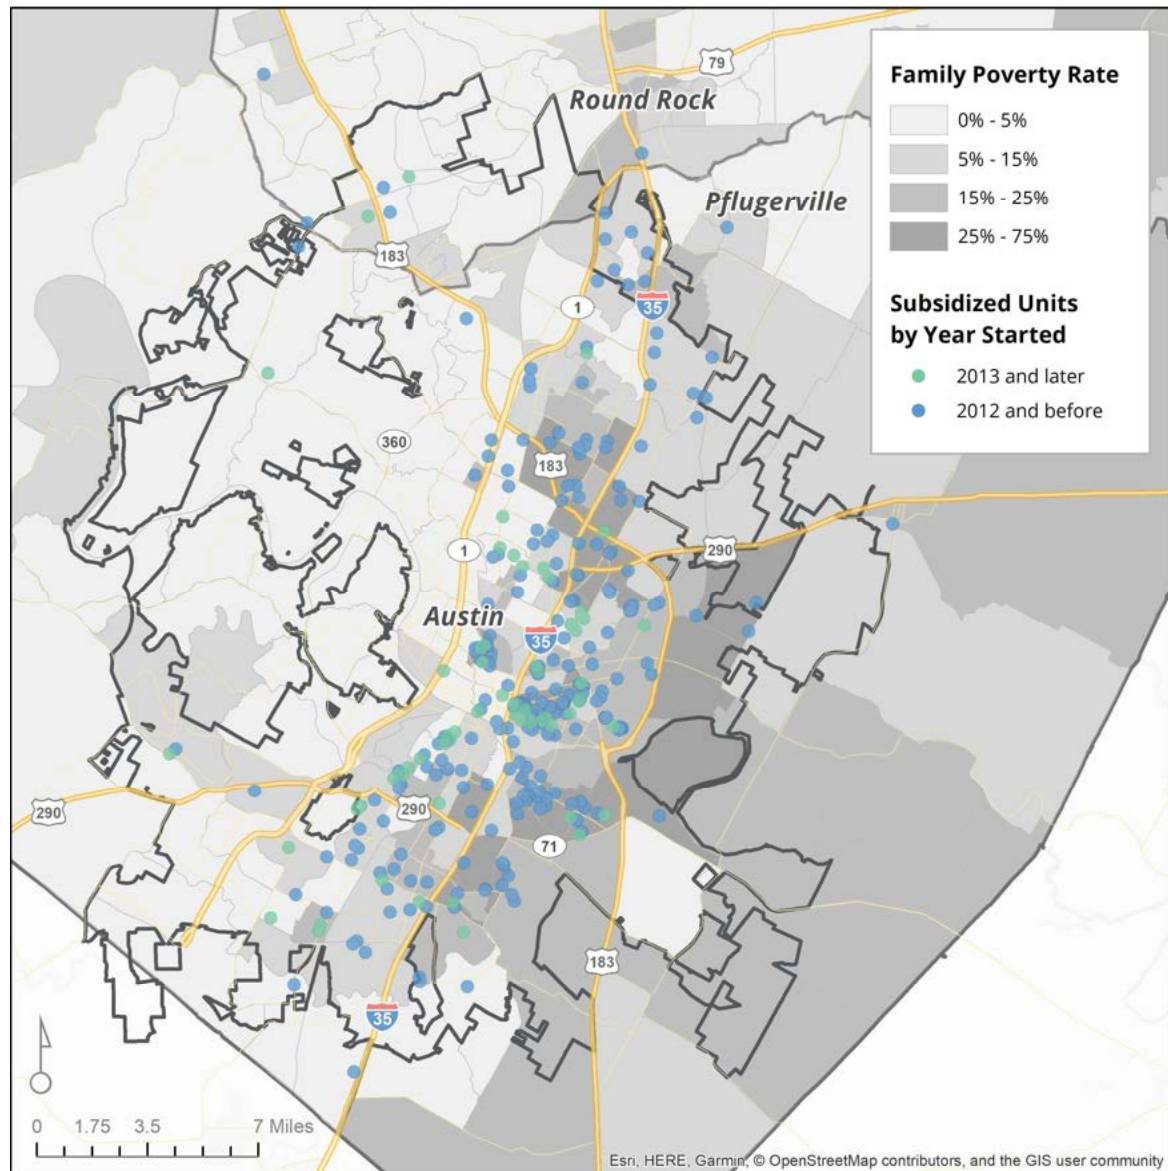 79
Round Rock
Pflugerville
183
1
35
360
183
1
290
Austin
35
290
290
71
183
35
Family Poverty Rate
0% - 5%
5% - 15%
15% - 25%
25% - 75%
Subsidized Units
by Year Started
2013 and later
2012 and before
0 1.75 3.5 7 Miles
Esri, HERE, Garmin, © OpenStreetMap contributors, and the GIS user community